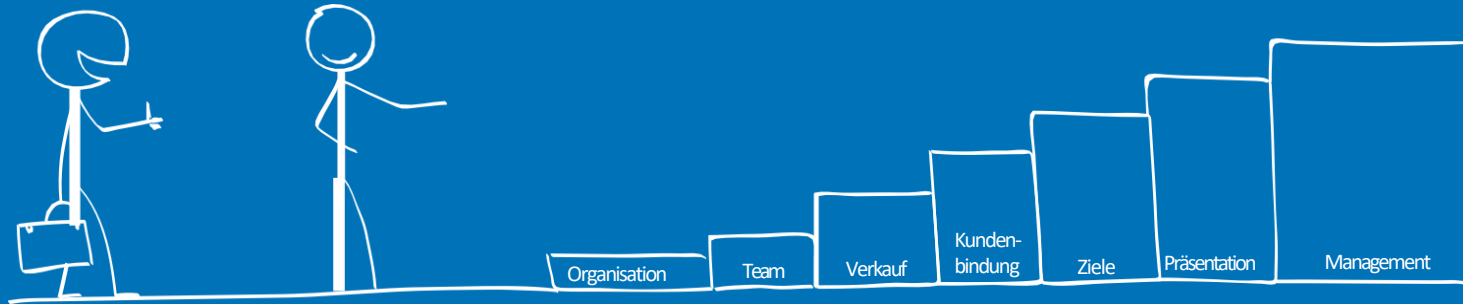 Organisation
Team
Verkauf
Kunden-
bindung
Ziele
Präsentation
Management